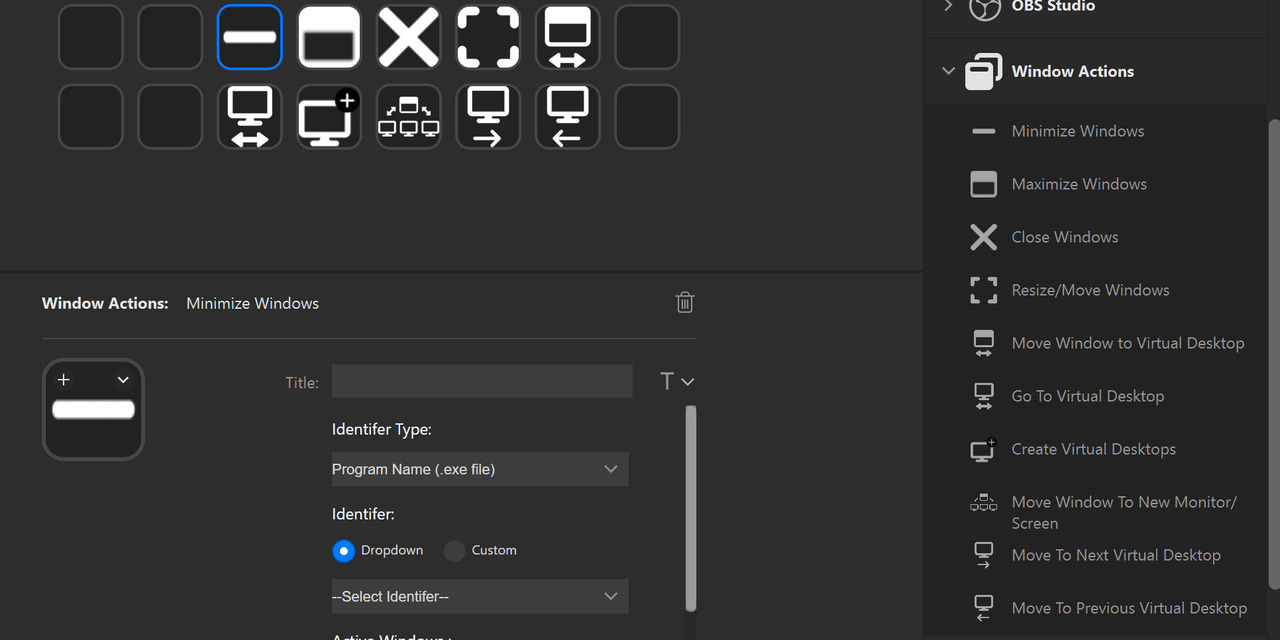 OBS Studio
Window Actions
Minimize Windows
Maximize Windows
Close Windows
Resize/Move Windows
Move Window to Virtual Desktop
Go To Virtual Desktop
Create Virtual Desktops
Move Window To New Monitor/
Screen
Move To Next Virtual Desktop
Move To Previous Virtual Desktop
Window Actions: Minimize Windows
Title:
T
Identifer Type:
Program Name (.exe file)
Identifer:
Dropdown Custom
--Select Identifer--
Active Windows :